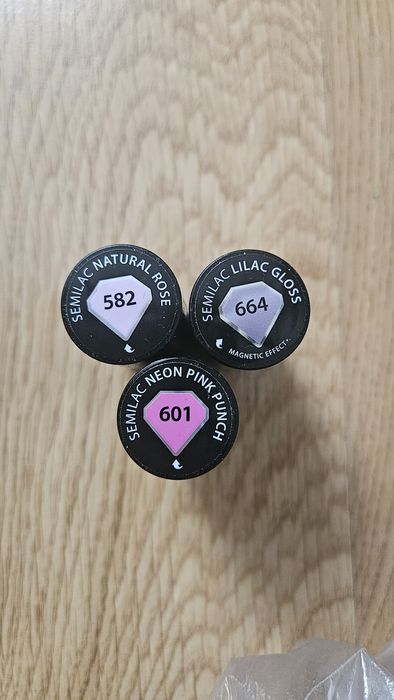 SEMILAC NATURAL ROSE
582
SEMILAC LILAC GLOSS
664
MAGNETIC EFFECT
SEMILAC NEON PINK PUNCH
601